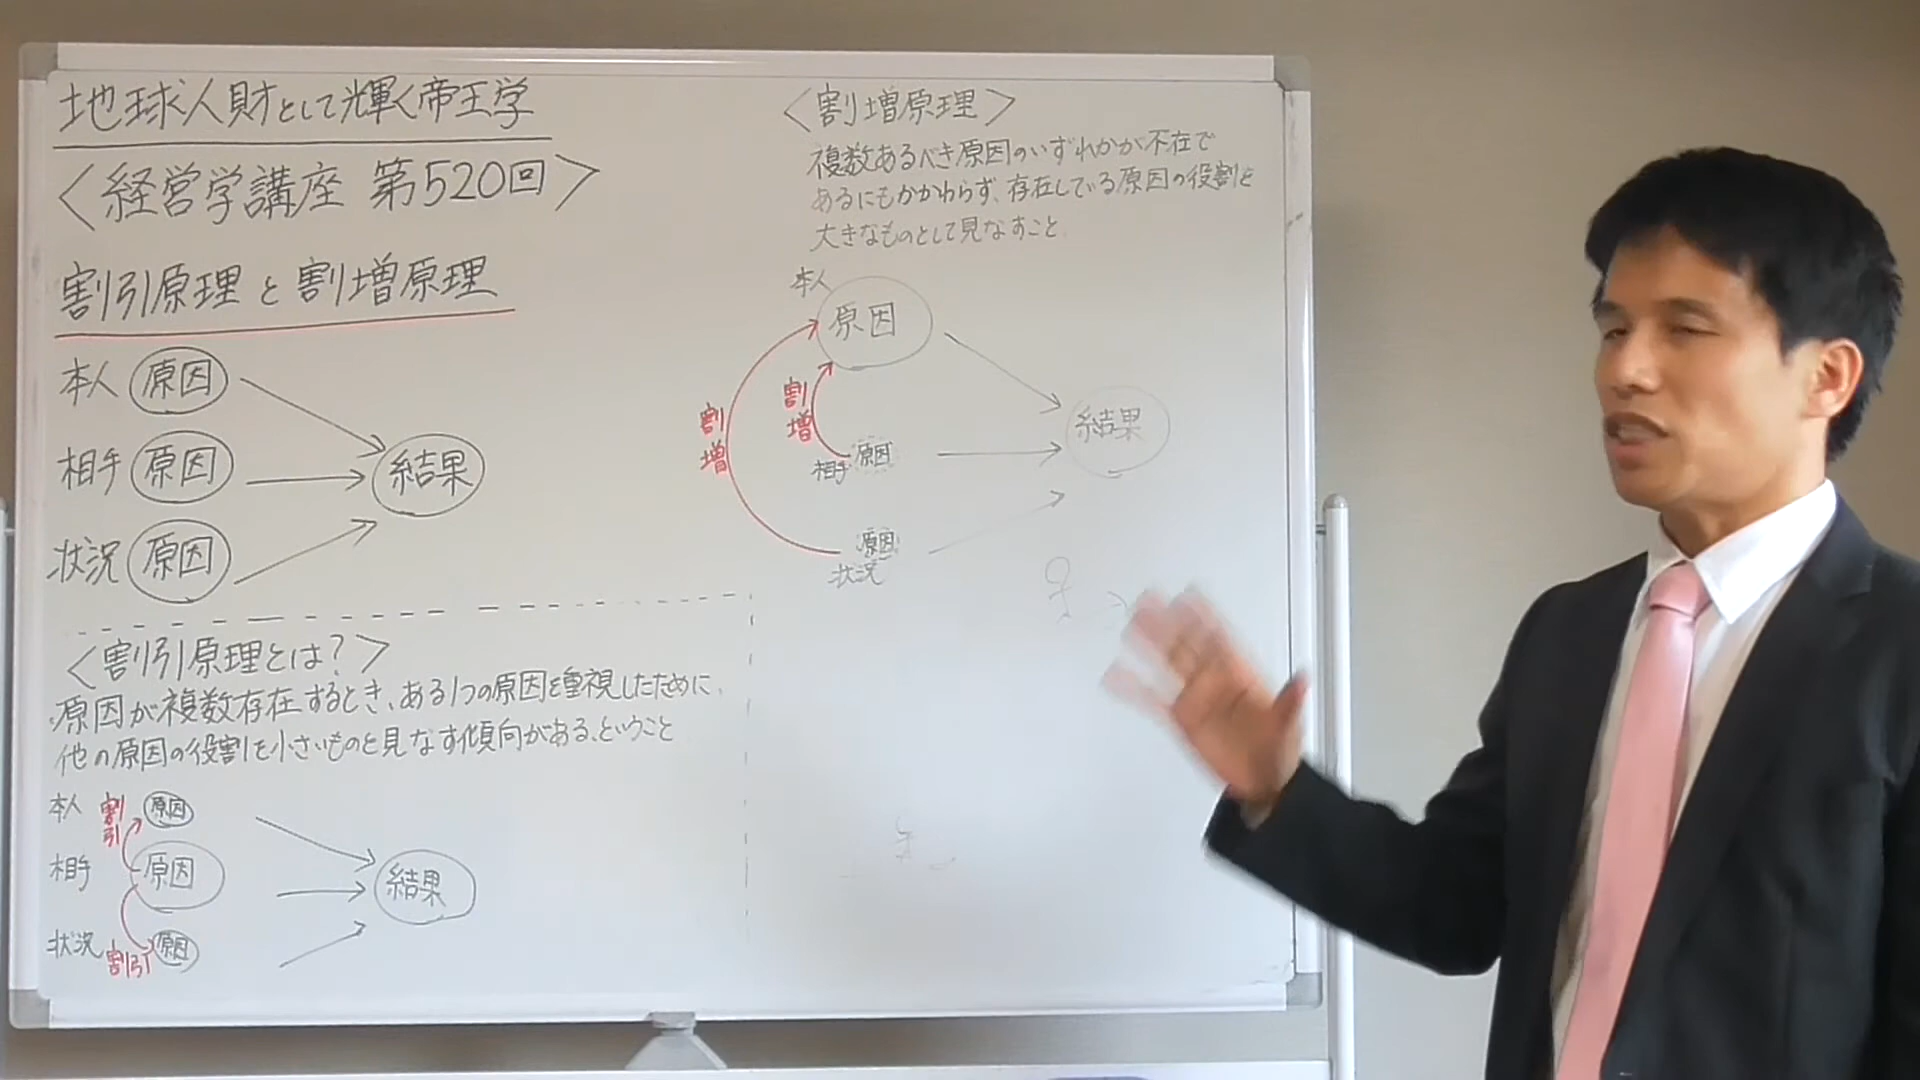 地球人財として輝く帝王学
〈経営学講座 第520回〉
割引原理と割増原理
本人 原因
相手 原因
状況 原因
結果
〈割引原理とは?〉
原因が複数存在するとき、ある1つの原因を重視したために、
他の原因の役割を小さいものと見なす傾向がある、ということ
本人 割引 原因
相手 原因
状況 割引 原因
結果
〈割増原理〉
複数あるべき原因のいずれかが不在で
あるにもかかわらず、存在している原因の役割を
大きなものとして見なすこと
本人
原因
割増
割増
相手 原因
原因
状況
結果